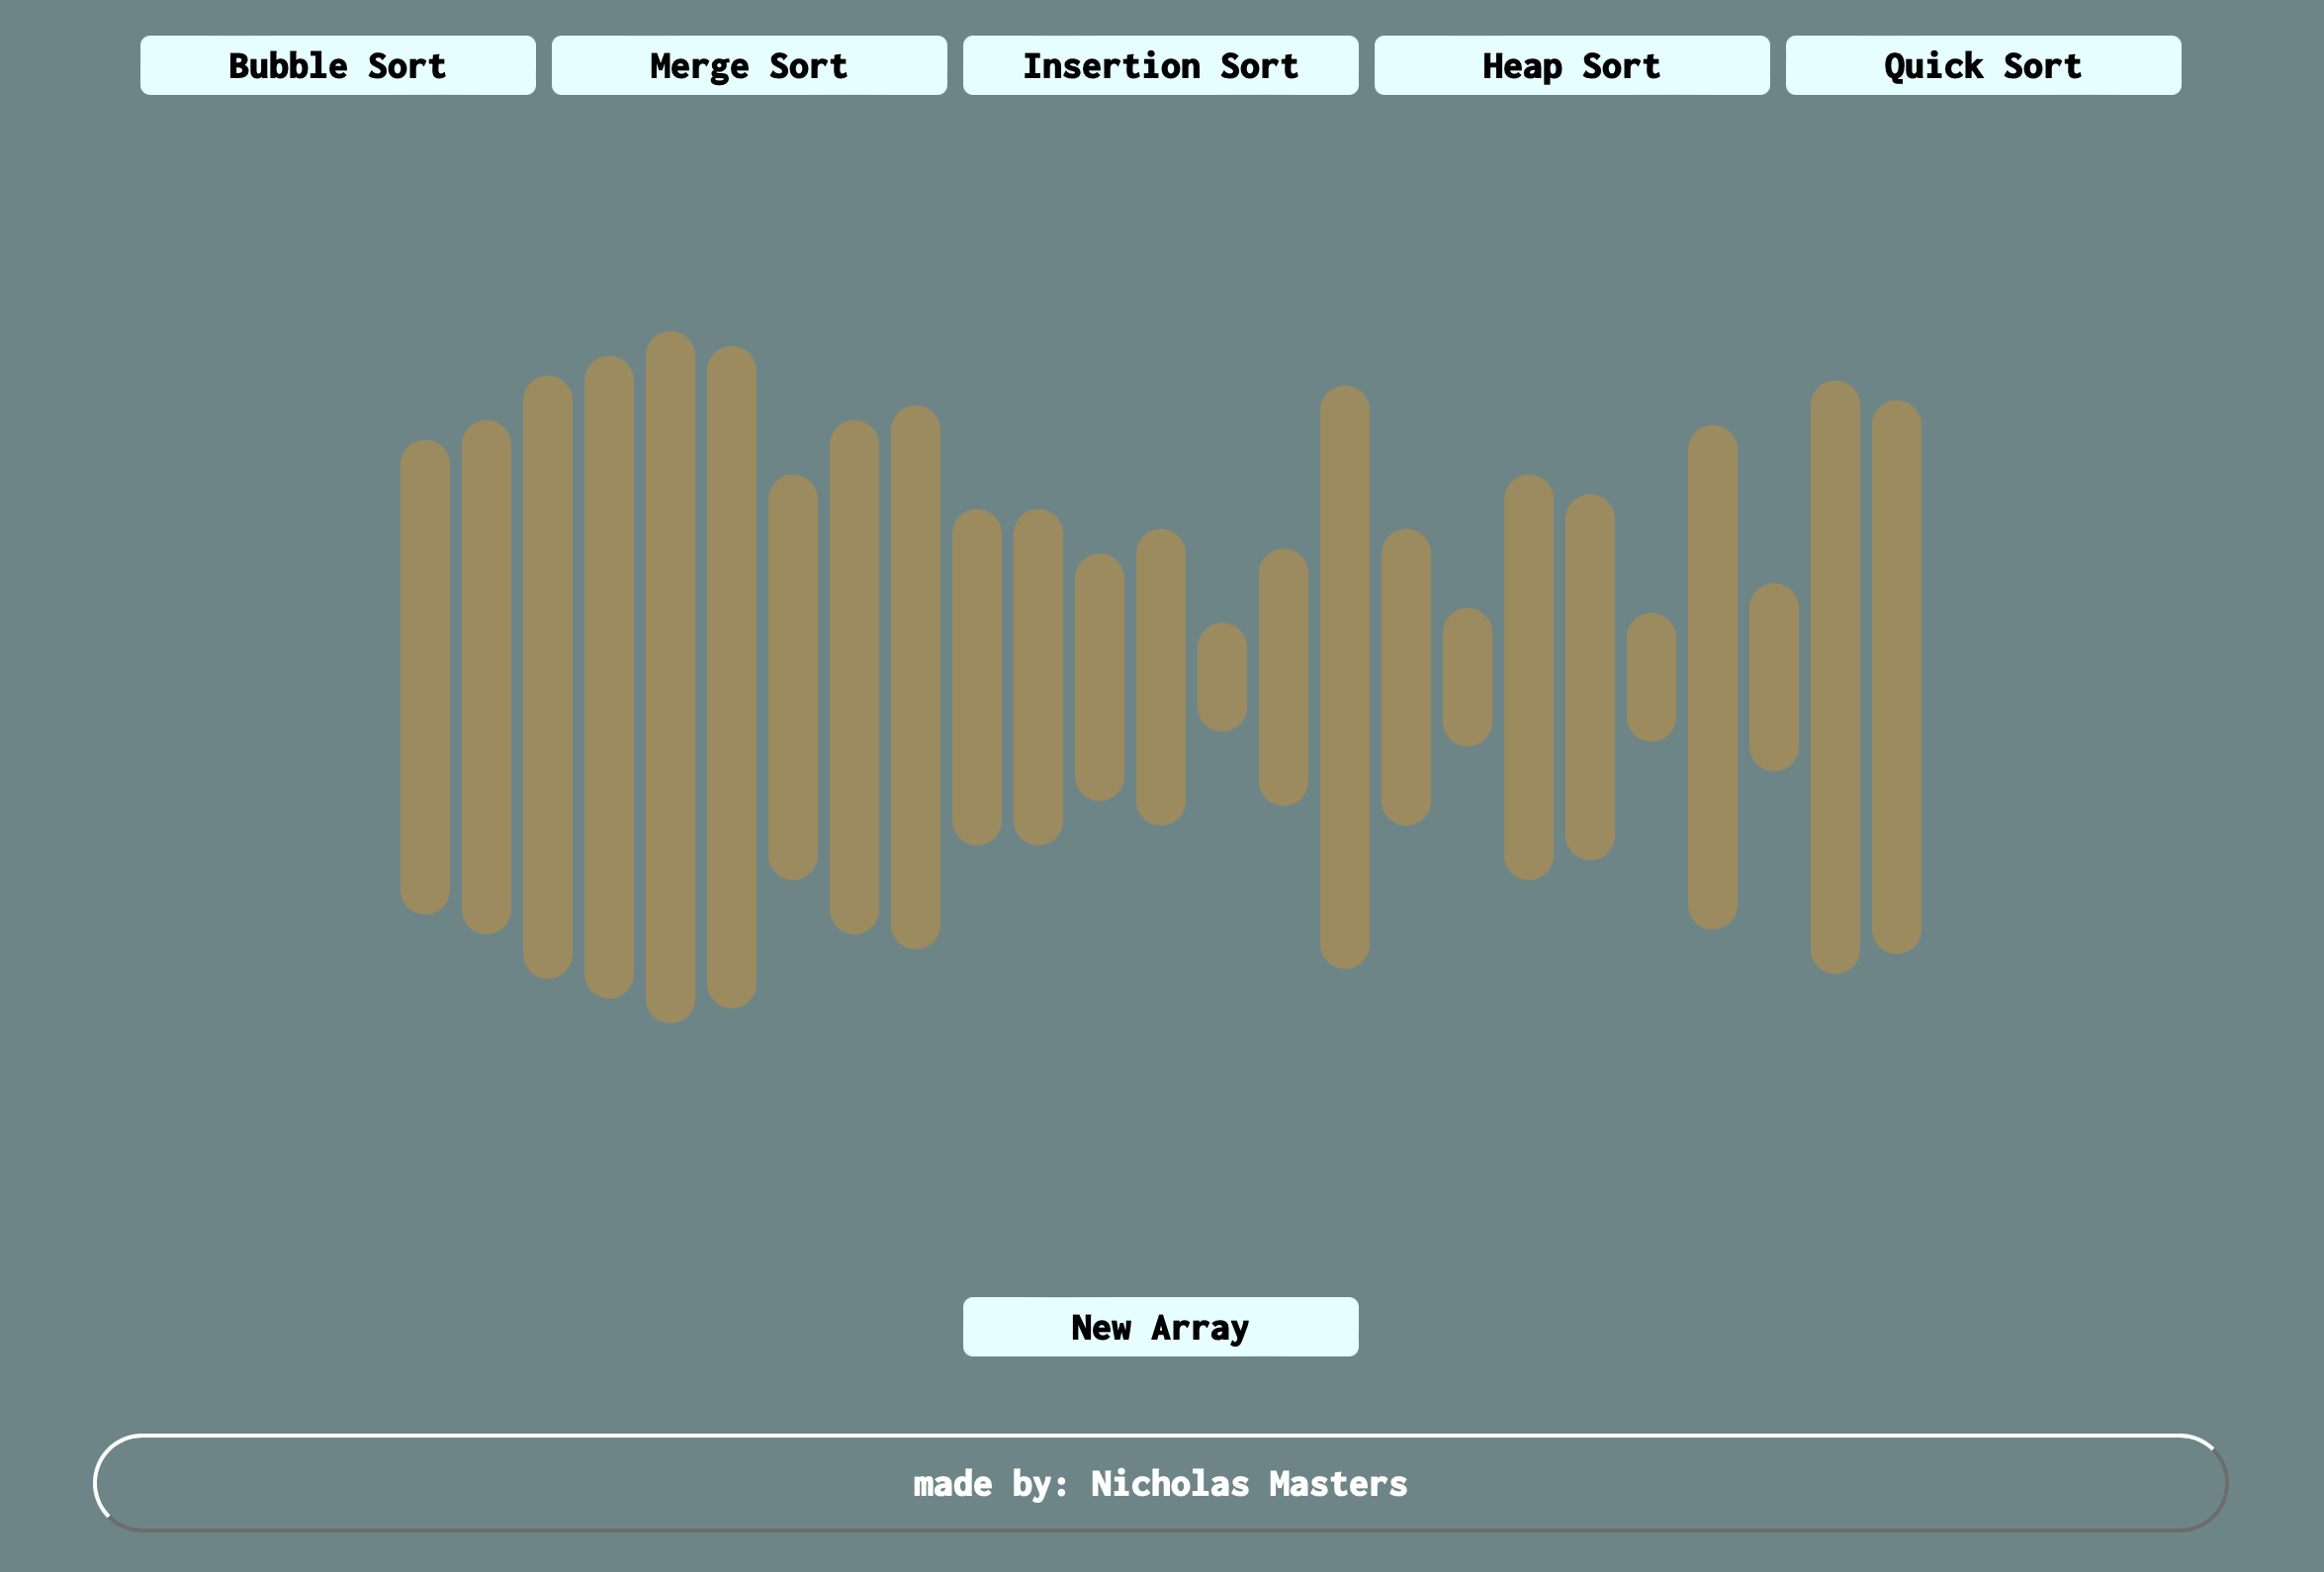 Bubble Sort
Merge Sort
Insertion Sort
Heap Sort
Quick Sort
New Array
made by: Nicholas Masters